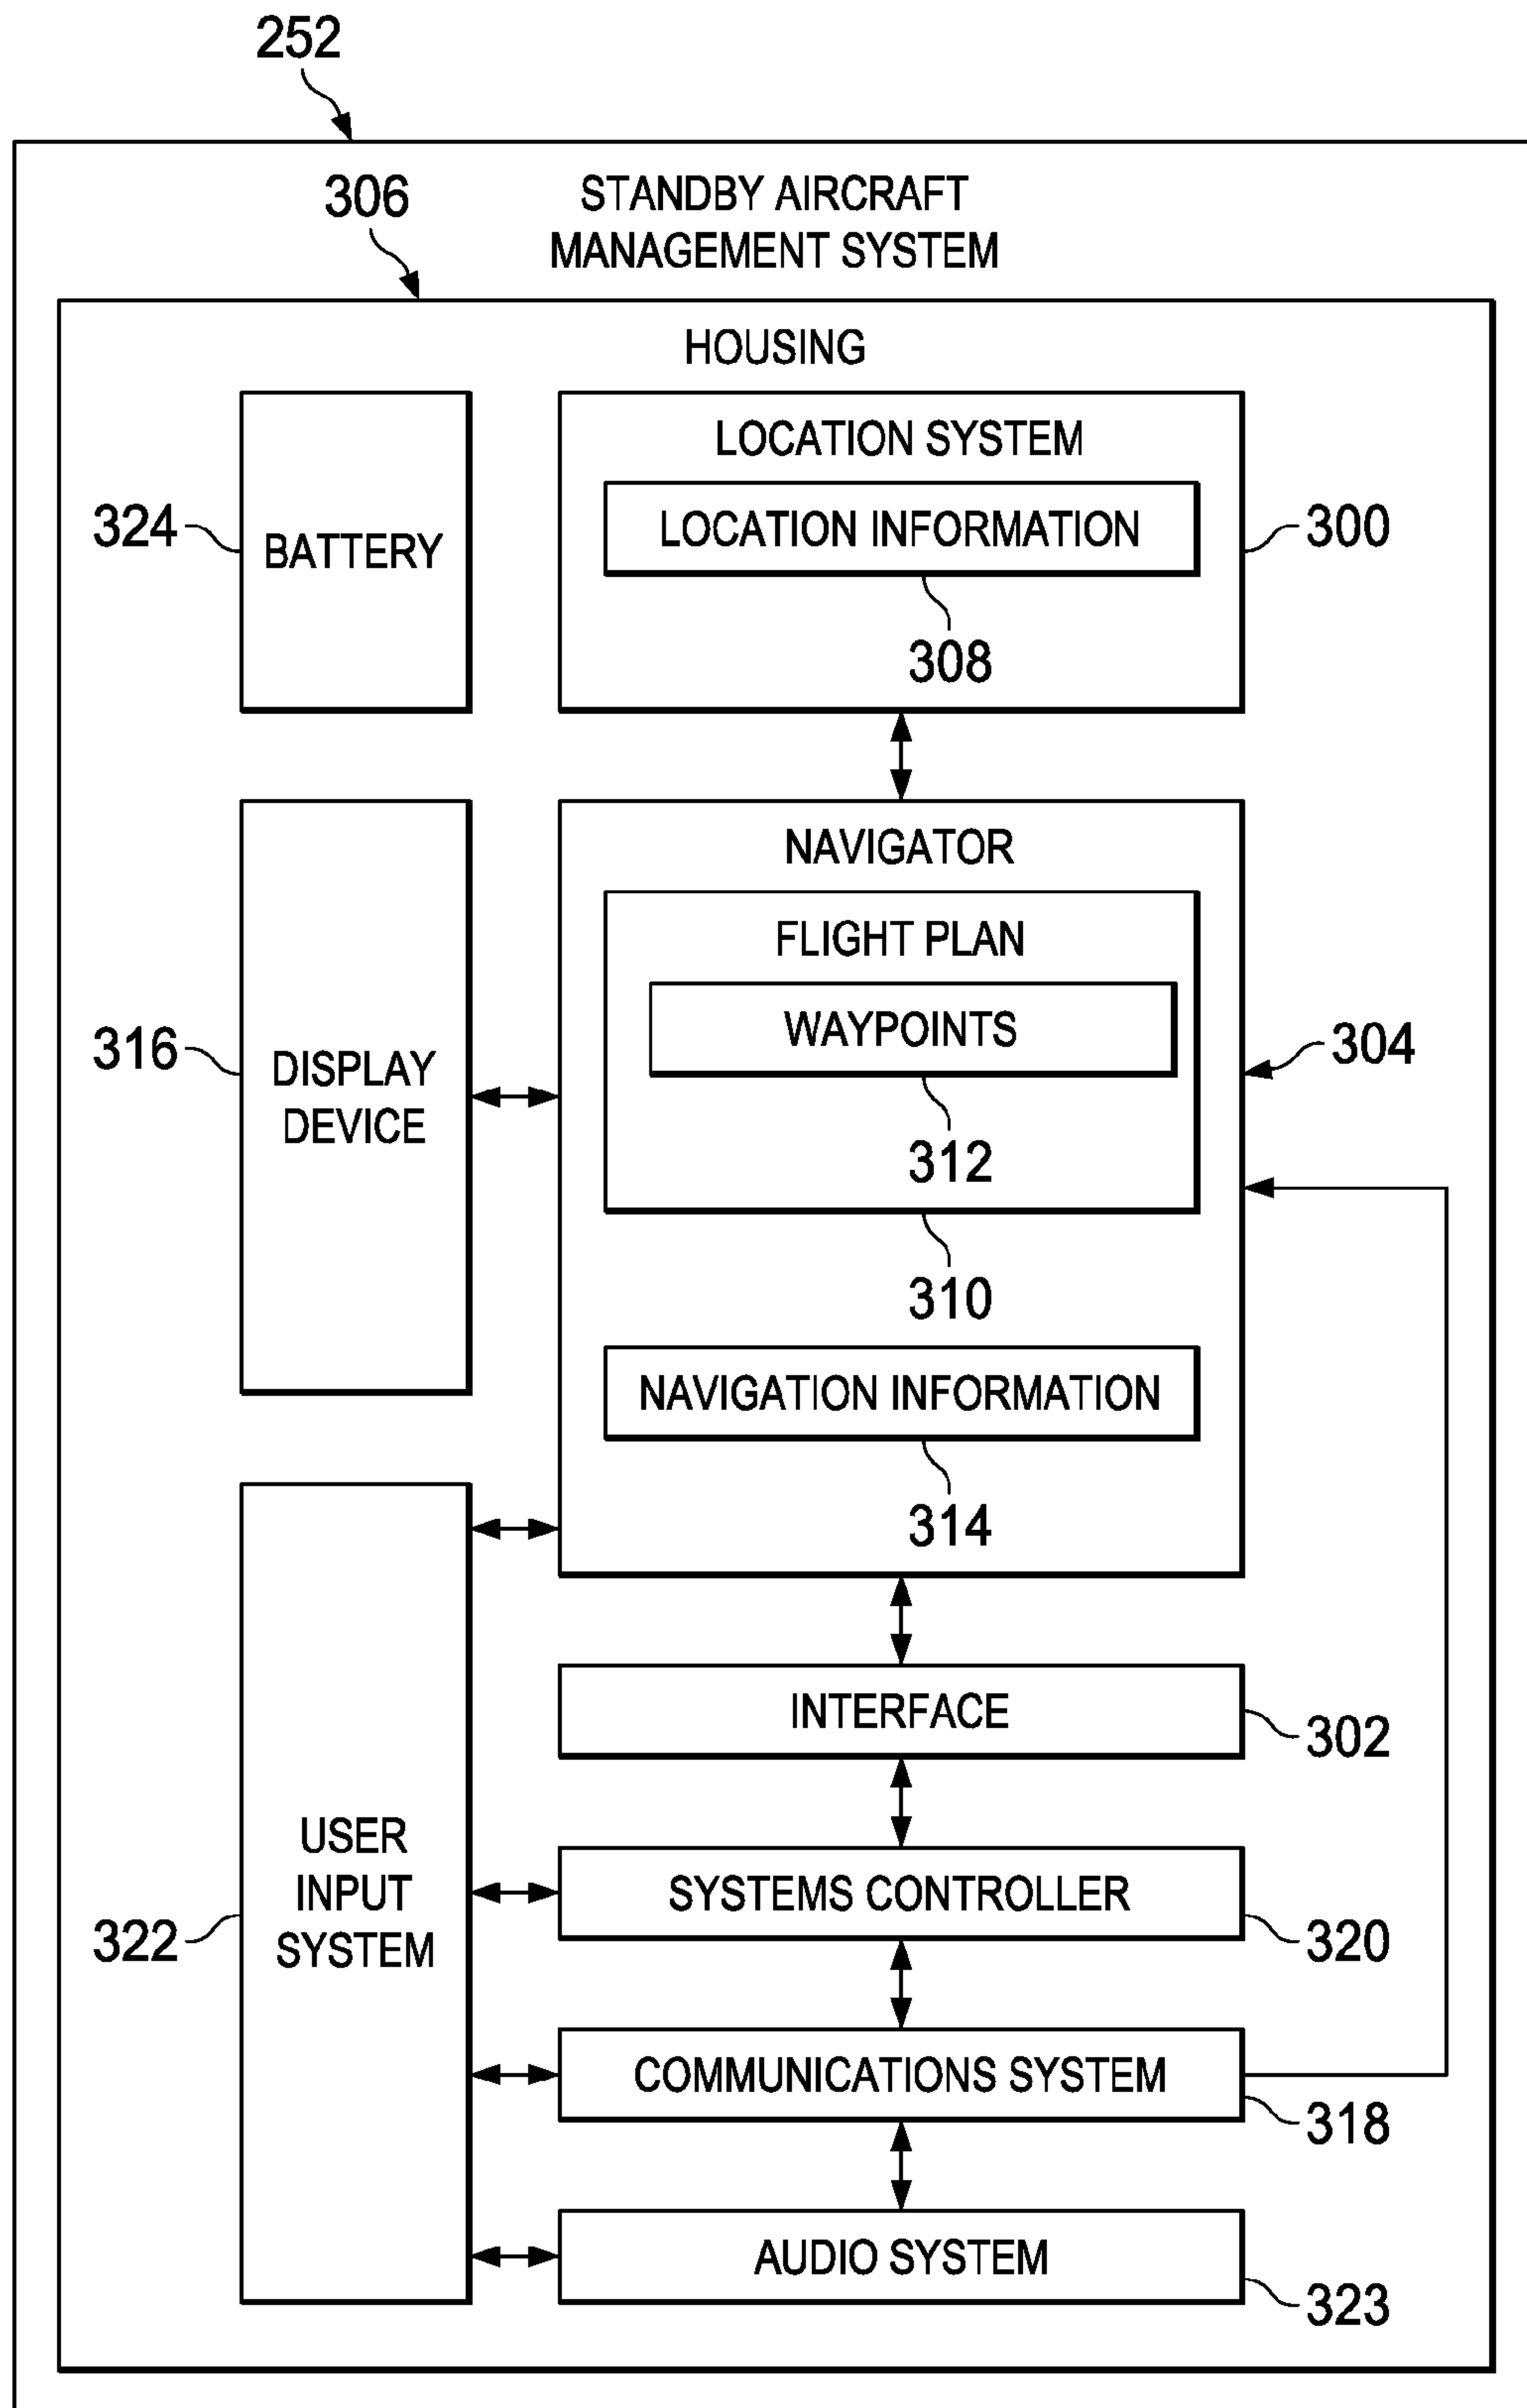 252
306
STANDBY AIRCRAFT
MANAGEMENT SYSTEM
HOUSING
LOCATION SYSTEM
324
BATTERY
LOCATION INFORMATION
300
308
NAVIGATOR
FLIGHT PLAN
WAYPOINTS
316
DISPLAY
DEVICE
304
312
310
NAVIGATION INFORMATION
314
INTERFACE
302
USER
INPUT
SYSTEM
322
SYSTEMS CONTROLLER
320
COMMUNICATIONS SYSTEM
318
AUDIO SYSTEM
323